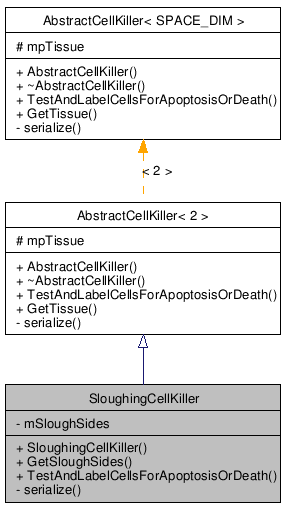 AbstractCellKiller< SPACE_DIM >
# mpTissue
+ AbstractCellKiller()
+ ~AbstractCellKiller()
+ TestAndLabelCellsForApoptosisOrDeath()
+ GetTissue()
- serialize()
< 2 >
AbstractCellKiller< 2 >
# mpTissue
+ AbstractCellKiller()
+ ~AbstractCellKiller()
+ TestAndLabelCellsForApoptosisOrDeath()
+ GetTissue()
- serialize()
SloughingCellKiller
- mSloughSides
+ SloughingCellKiller()
+ GetSloughSides()
+ TestAndLabelCellsForApoptosisOrDeath()
- serialize()